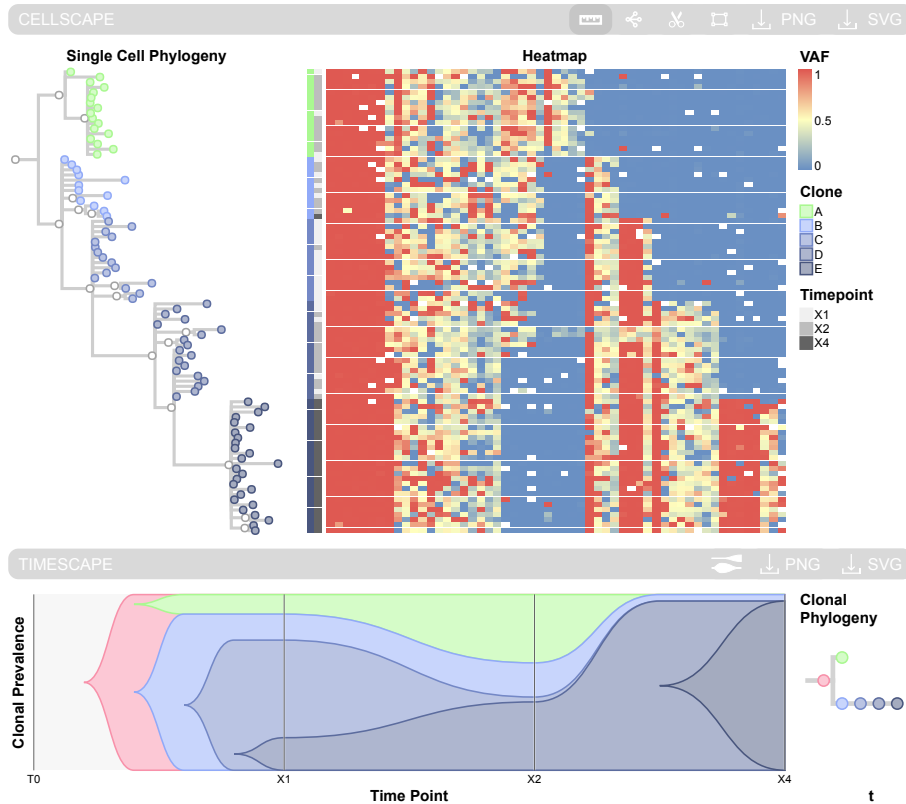 CELLSCAPE
PNG
SVG
Single Cell Phylogeny
Heatmap
VAF
1
0.5
0
Clone
A
B
C
D
E
Timepoint
X1
X2
X4
TIMESCAPE
PNG
SVG
Clonal Prevalence
Clonal
Phylogeny
T0
X1
X2
X4
Time Point
t